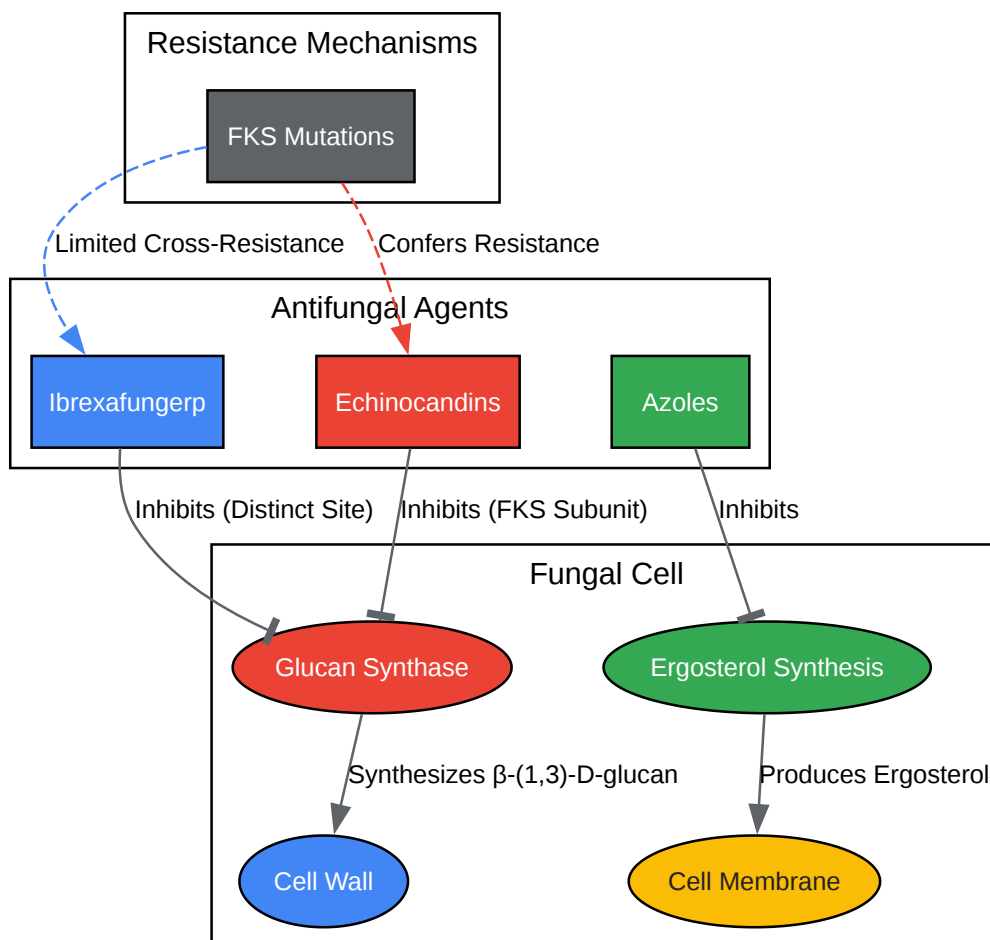 Resistance Mechanisms
FKS Mutations
Limited Cross-Resistance
Confers Resistance
Antifungal Agents
Ibrexafungerp
Echinocandins
Azoles
Inhibits (Distinct Site)
Inhibits (FKS Subunit)
Inhibits
Fungal Cell
Glucan Synthase
Ergosterol Synthesis
Synthesizes β-(1,3)-D-glucan
Produces Ergosterol
Cell Wall
Cell Membrane